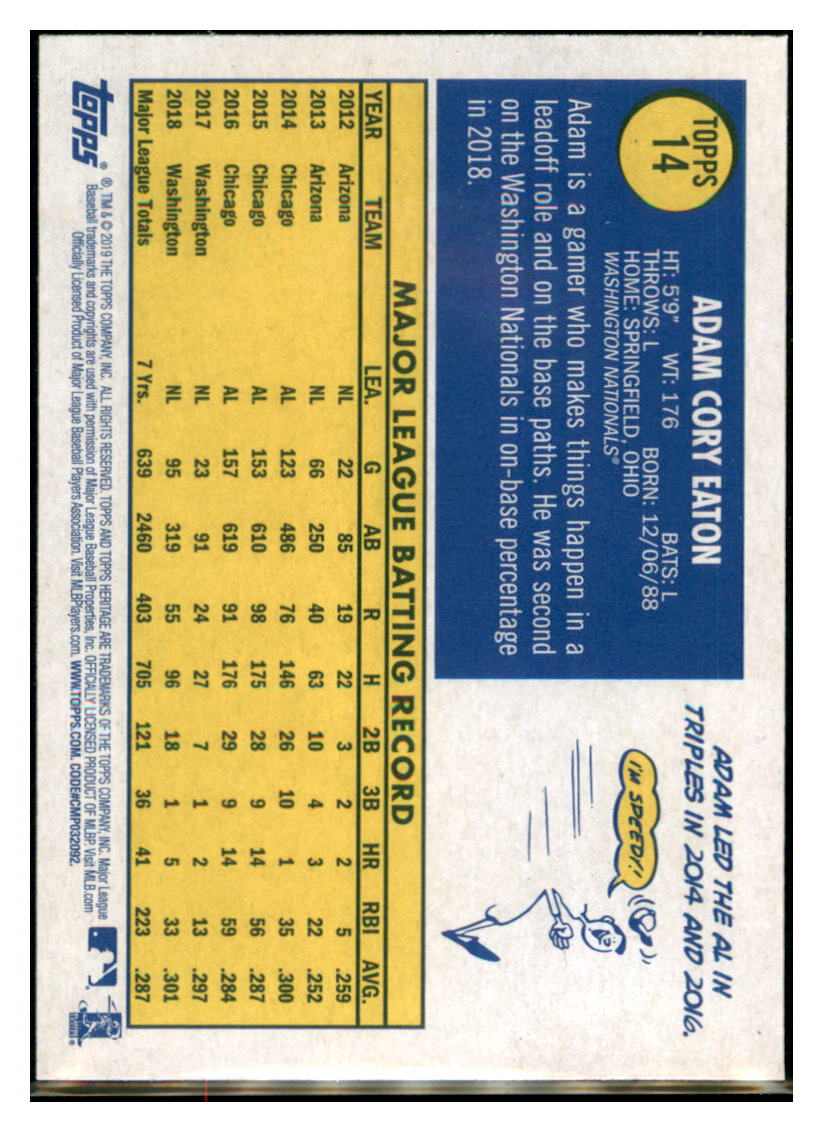 TOPPS
14
ADAM CORY EATON
HT: 5'9" WT: 176 BATS: L
THROWS: L BORN: 12/06/88
HOME: SPRINGFIELD, OHIO
WASHINGTON NATIONALS®
Adam is a gamer who makes things happen in a
leadoff role and on the base paths. He was second
on the Washington Nationals in on-base percentage
in 2018.
ADAM LED THE AL IN
TRIPLES IN 2014 AND 2016.
I'M SPEEDY!!
MAJOR LEAGUE BATTING RECORD
YEAR TEAM LEA. G AB R H 2B 3B HR RBI AVG.
2012 Arizona NL 22 85 19 22 3 2 2 5 .259
2013 Arizona NL 66 250 40 63 10 4 3 22 .252
2014 Chicago AL 123 486 76 146 26 10 1 35 .300
2015 Chicago AL 153 610 98 175 28 9 14 56 .287
2016 Chicago AL 157 619 91 176 29 9 14 59 .284
2017 Washington NL 23 91 24 27 7 1 2 13 .297
2018 Washington NL 95 319 55 96 18 1 5 33 .301
Major League Totals 7 Yrs. 639 2460 403 705 121 36 41 223 .287
topps®
®, TM & © 2019 THE TOPPS COMPANY, INC. ALL RIGHTS RESERVED. TOPPS AND TOPPS HERITAGE ARE TRADEMARKS OF THE TOPPS COMPANY, INC. Major League
Baseball trademarks and copyrights are used with permission of Major League Baseball Properties, Inc. OFFICIALLY LICENSED PRODUCT OF MLBP. Visit MLB.com
Officially Licensed Product of Major League Baseball Players Association. Visit MLBPlayers.com. WWW.TOPPS.COM. CODE#CMP032092.